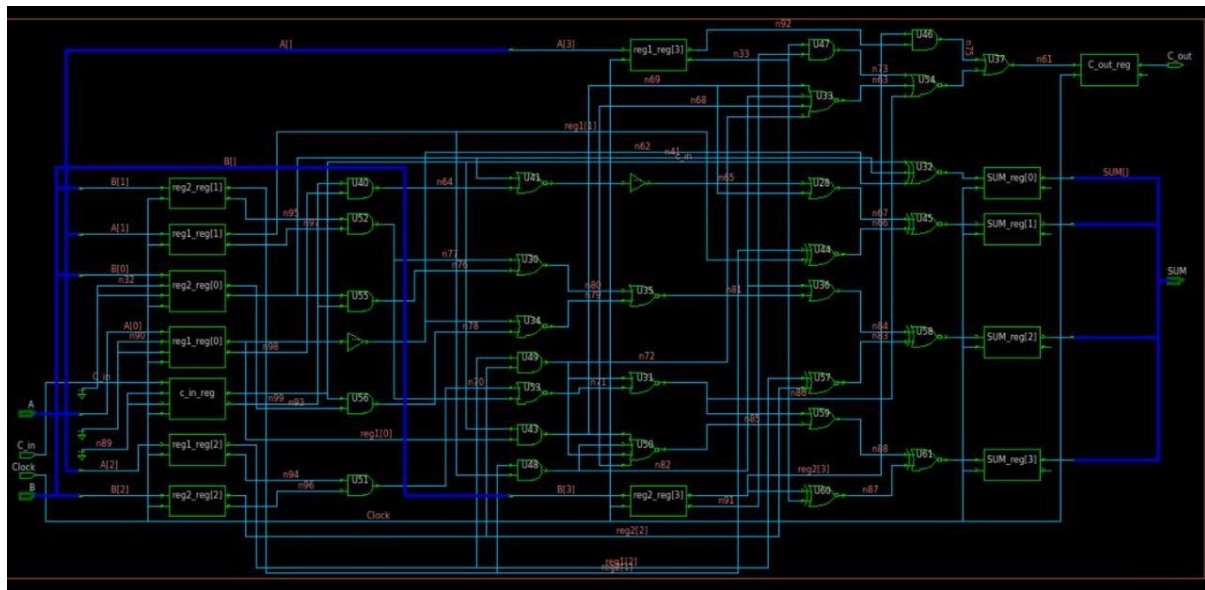 n92
U46
A[]
A[3]
reg1_reg[3]
n33
U47
n75
U37
n61
C_out_reg
C_out
n69
n73
n63
U54
n68
U33
reg1[1]
n62
n41
c_in
B[]
B[1]
reg2_reg[1]
U40
n64
U41
n65
U28
U32
SUM_reg[0]
SUM[]
n95
U52
n67
n66
U45
SUM_reg[1]
A[1]
reg1_reg[1]
n97
U44
n77
n76
U30
B[0]
n32
reg2_reg[0]
U55
n80
n79
U35
n81
U36
SUM
A[0]
n90
reg1_reg[0]
n98
n78
U34
n84
n83
U58
SUM_reg[2]
U49
n72
C_in
c_in_reg
n99
n93
U56
n70
U53
n71
U31
U57
n86
A
reg1[0]
U43
n85
U59
C_in
n89
reg1_reg[2]
U50
n88
Clock
A[2]
n94
U48
n82
reg2[3]
U61
SUM_reg[3]
B
B[2]
reg2_reg[2]
n96
U51
B[3]
reg2_reg[3]
n91
U60
n87
Clock
reg2[2]
reg1[2]